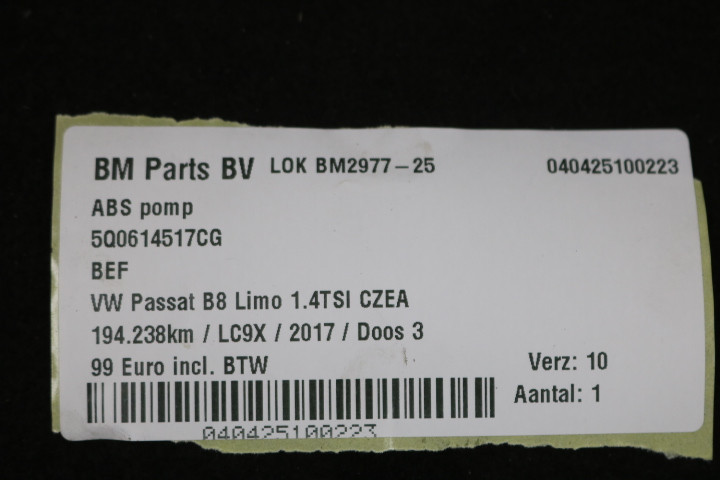 BM Parts BV LOK BM2977-25 040425100223
ABS pomp
5Q0614517CG
BEF
VW Passat B8 Limo 1.4TSI CZEA
194.238km / LC9X / 2017 / Doos 3
99 Euro incl. BTW Verz: 10
Aantal: 1
040425100223